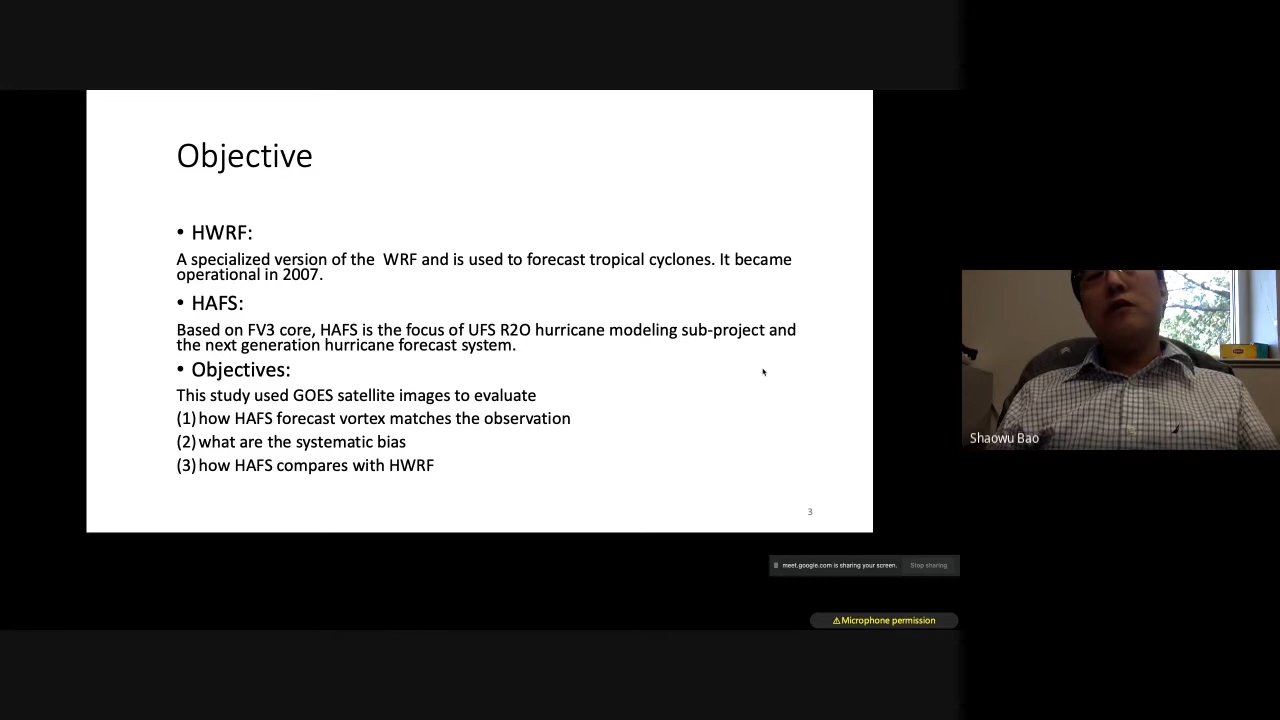 Objective
• HWRF:
A specialized version of the  WRF and is used to forecast tropical cyclones. It became
operational in 2007.
• HAFS:
Based on FV3 core, HAFS is the focus of UFS R2O hurricane modeling sub-project and
the next generation hurricane forecast system.
• Objectives:
This study used GOES satellite images to evaluate
(1) how HAFS forecast vortex matches the observation
(2) what are the systematic bias
(3) how HAFS compares with HWRF
3
Shaowu Bao
meet.google.com is sharing your screen. Stop sharing
⚠Microphone permission